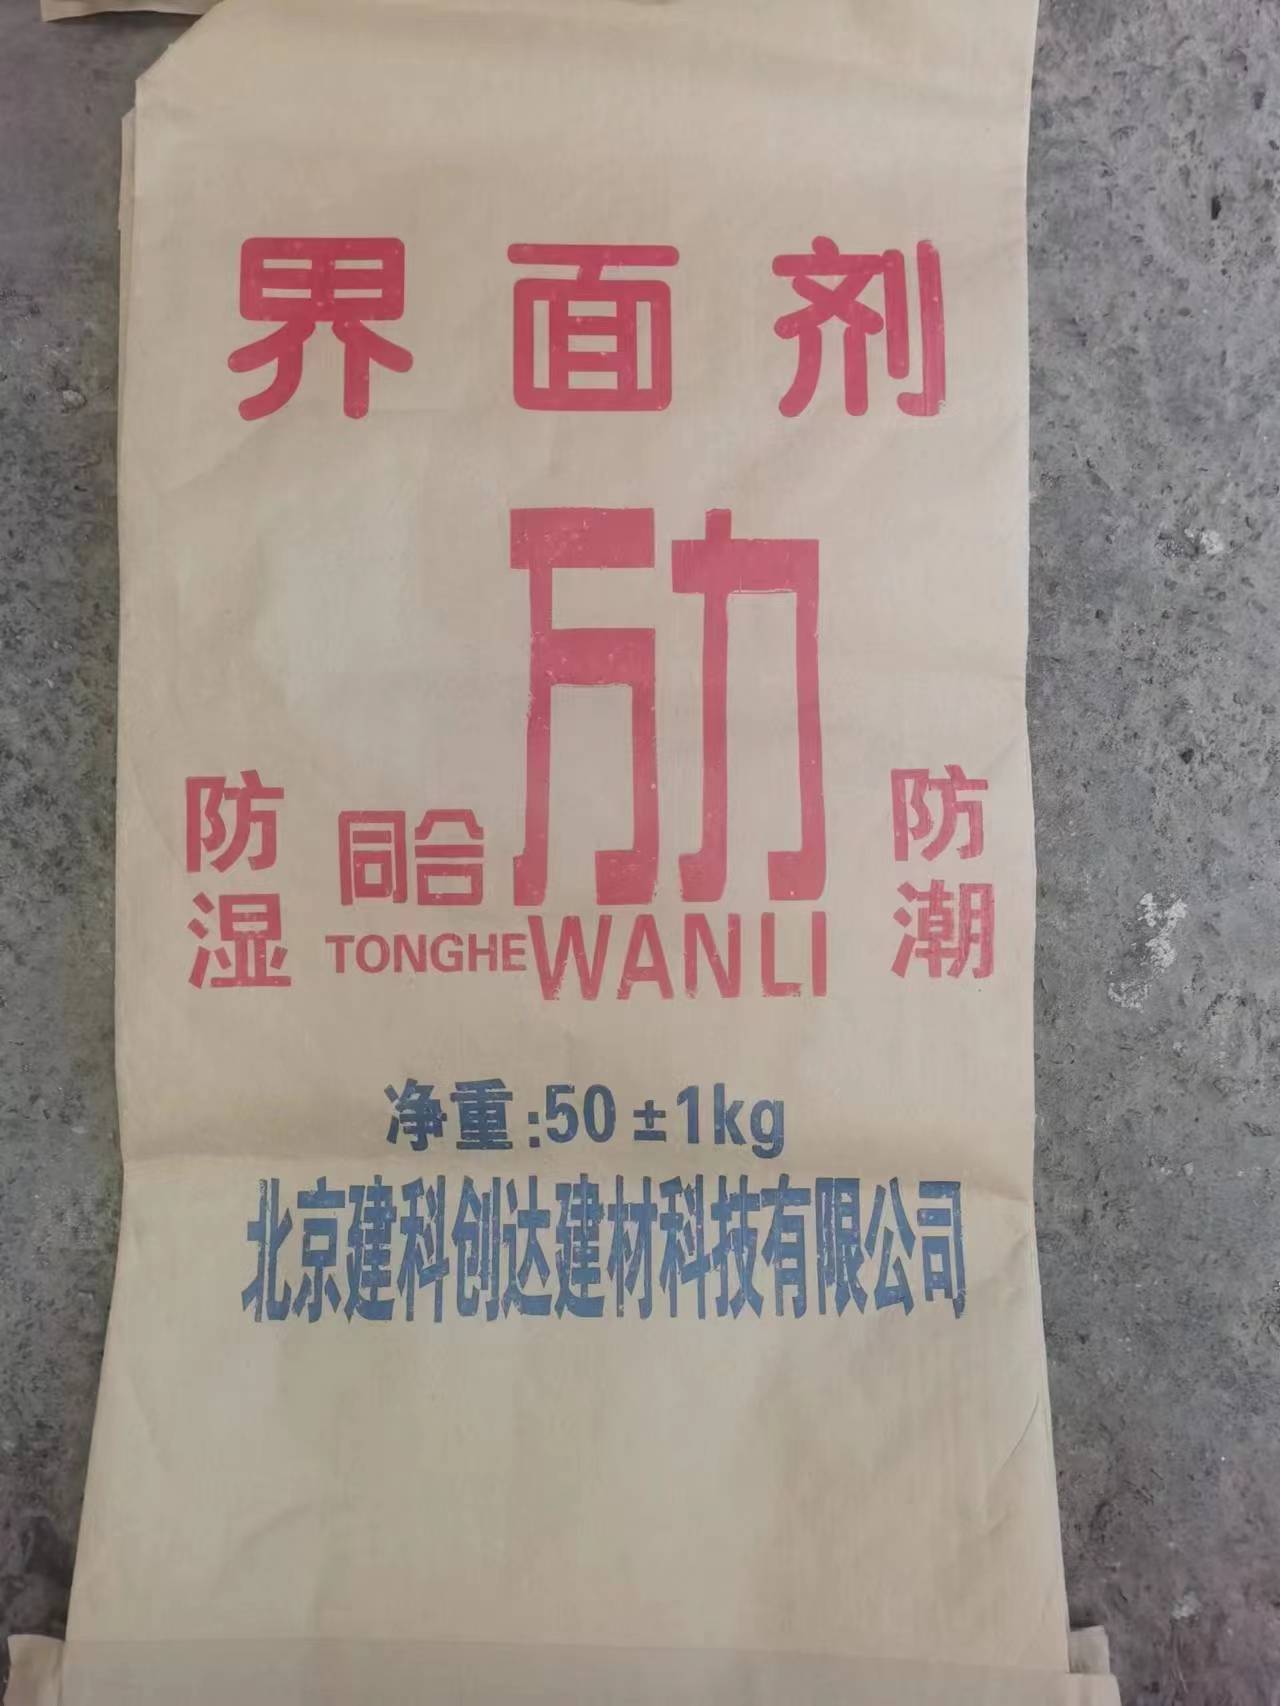 界面剂
万力
防湿
同合
防潮
TONGHE WANLI
净重:50±1kg
北京建科创达建材科技有限公司